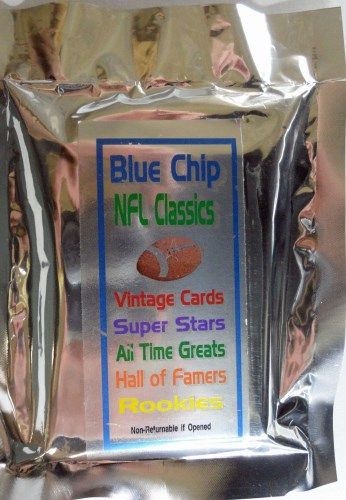 Blue Chip
NFL Classics
Vintage Cards
Super Stars
All Time Greats
Hall of Famers
Rookies
Non-Returnable if Opened